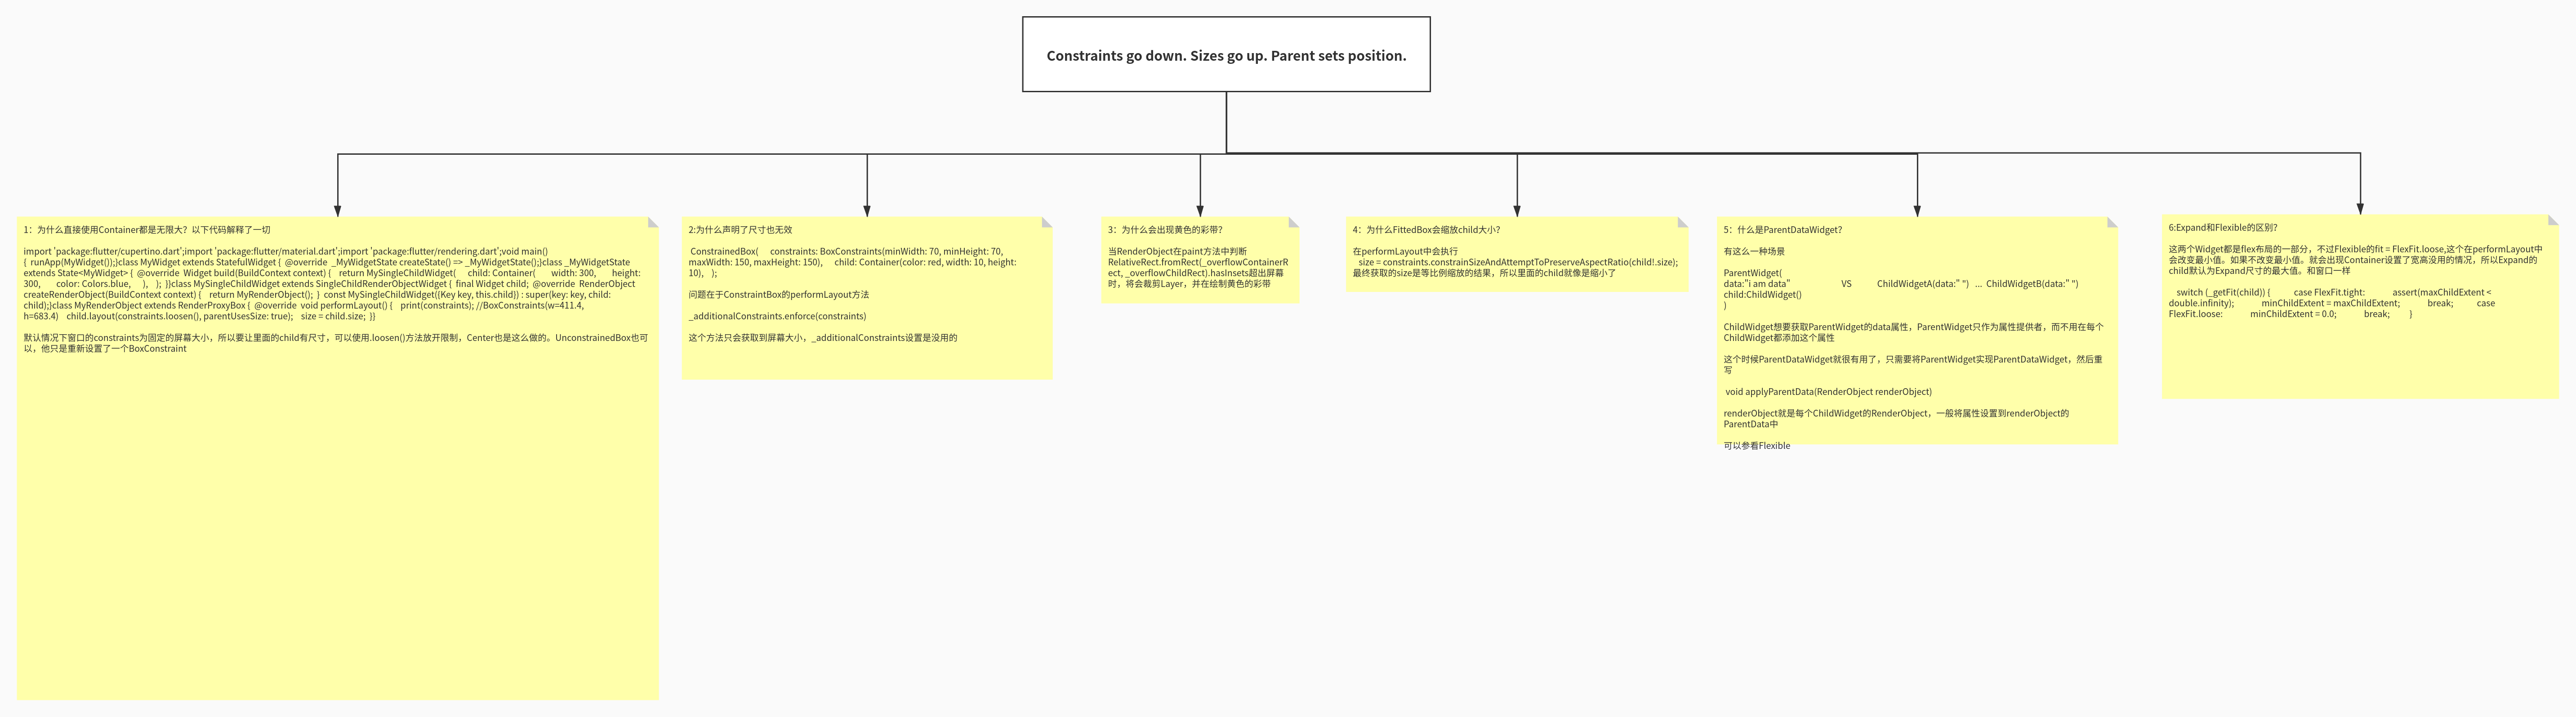 Constraints go down. Sizes go up. Parent sets position.
1：为什么直接使用Container都是无限大？以下代码解释了一切
import 'package:flutter/cupertino.dart';import 'package:flutter/material.dart';import 'package:flutter/rendering.dart';void main()
{  runApp(MyWidget());}class MyWidget extends StatefulWidget {  @override  _MyWidgetState createState() => _MyWidgetState();}class _MyWidgetState
extends State<MyWidget> {  @override  Widget build(BuildContext context) {    return MySingleChildWidget(      child: Container(        width: 300,        height:
300,        color: Colors.blue,      ),    );  }}class MySingleChildWidget extends SingleChildRenderObjectWidget {  final Widget child;  @override  RenderObject
createRenderObject(BuildContext context) {    return MyRenderObject();  }  const MySingleChildWidget({Key key, this.child}) : super(key: key, child:
child);}class MyRenderObject extends RenderProxyBox {  @override  void performLayout() {    print(constraints); //BoxConstraints(w=411.4,
h=683.4)    child.layout(constraints.loosen(), parentUsesSize: true);    size = child.size;  }}
默认情况下窗口的constraints为固定的屏幕大小，所以要让里面的child有尺寸，可以使用.loosen()方法放开限制，Center也是这么做的。UnconstrainedBox也可
以，他只是重新设置了一个BoxConstraint
2:为什么声明了尺寸也无效
ConstrainedBox(      constraints: BoxConstraints(minWidth: 70, minHeight: 70,
maxWidth: 150, maxHeight: 150),      child: Container(color: red, width: 10, height:
10),    );
问题在于ConstraintBox的performLayout方法
_additionalConstraints.enforce(constraints)
这个方法只会获取到屏幕大小，_additionalConstraints设置是没用的
3：为什么会出现黄色的彩带？
当RenderObject在paint方法中判断
RelativeRect.fromRect(_overflowContainerR
ect, _overflowChildRect).hasInsets超出屏幕
时，将会裁剪Layer，并在绘制黄色的彩带
4：为什么FittedBox会缩放child大小？
在performLayout中会执行
size = constraints.constrainSizeAndAttemptToPreserveAspectRatio(child!.size);
最终获取的size是等比例缩放的结果，所以里面的child就像是缩小了
5：什么是ParentDataWidget？
有这么一种场景
ParentWidget(
data:"i am data"                          VS             ChildWidgetA(data:" ")   ...  ChildWidgetB(data:" ")
child:ChildWidget()
)
ChildWidget想要获取ParentWidget的data属性，ParentWidget只作为属性提供者，而不用在每个
ChildWidget都添加这个属性
这个时候ParentDataWidget就很有用了，只需要将ParentWidget实现ParentDataWidget，然后重
写
void applyParentData(RenderObject renderObject)
renderObject就是每个ChildWidget的RenderObject，一般将属性设置到renderObject的
ParentData中
可以参看Flexible
6:Expand和Flexible的区别？
这两个Widget都是flex布局的一部分，不过Flexible的fit = FlexFit.loose,这个在performLayout中
会改变最小值。如果不改变最小值。就会出现Container设置了宽高没用的情况，所以Expand的
child默认为Expand尺寸的最大值。和窗口一样
switch (_getFit(child)) {            case FlexFit.tight:              assert(maxChildExtent <
double.infinity);              minChildExtent = maxChildExtent;              break;            case
FlexFit.loose:              minChildExtent = 0.0;              break;          }